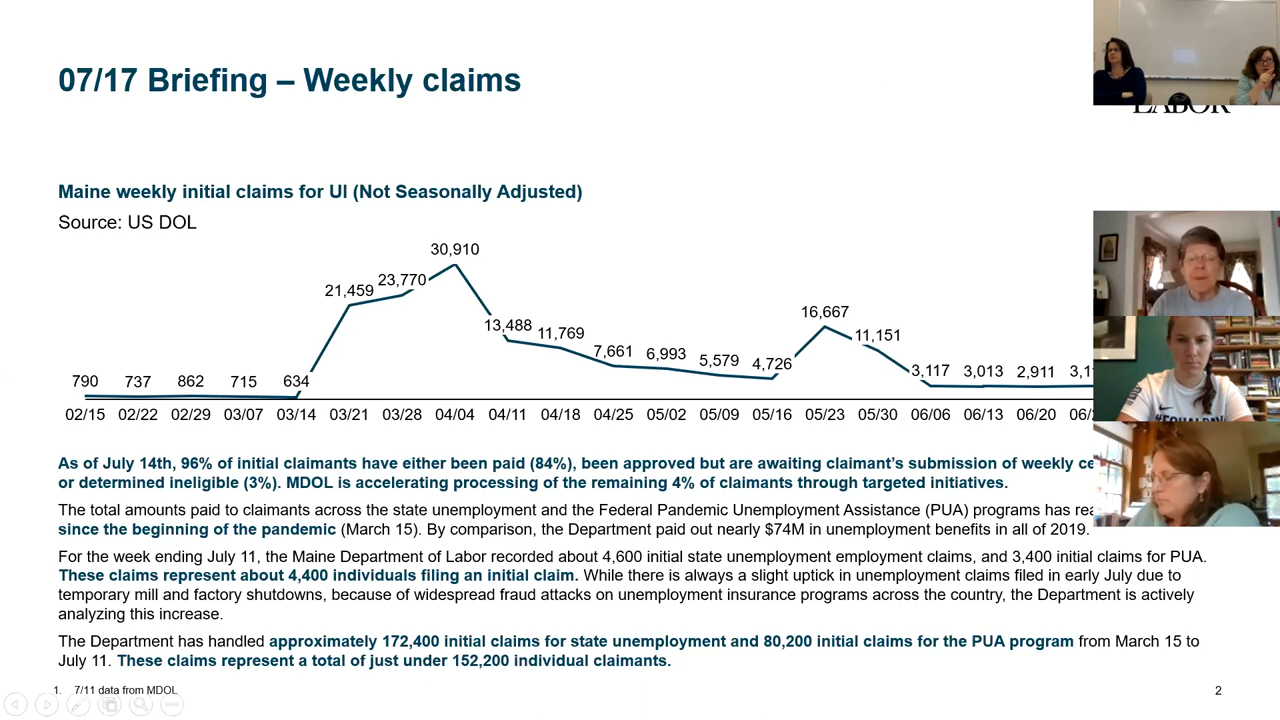 07/17 Briefing – Weekly claims
LABOR
Maine weekly initial claims for UI (Not Seasonally Adjusted)
Source: US DOL
30,910
23,770
21,459
16,667
13,488
11,769
11,151
7,661
6,993
5,579
4,726
3,117
3,013
2,911
790
737
862
715
634
02/15 02/22 02/29 03/07 03/14 03/21 03/28 04/04 04/11 04/18 04/25 05/02 05/09 05/16 05/23 05/30 06/06 06/13 06/20
As of July 14th, 96% of initial claimants have either been paid (84%), been approved but are awaiting claimant's submission of weekly
or determined ineligible (3%). MDOL is accelerating processing of the remaining 4% of claimants through targeted initiatives.
The total amounts paid to claimants across the state unemployment and the Federal Pandemic Unemployment Assistance (PUA) programs has
since the beginning of the pandemic (March 15). By comparison, the Department paid out nearly $74M in unemployment benefits in all of 2019.
For the week ending July 11, the Maine Department of Labor recorded about 4,600 initial state unemployment employment claims, and 3,400 initial claims for PUA.
These claims represent about 4,400 individuals filing an initial claim. While there is always a slight uptick in unemployment claims filed in early July due to
temporary mill and factory shutdowns, because of widespread fraud attacks on unemployment insurance programs across the country, the Department is actively
analyzing this increase.
The Department has handled approximately 172,400 initial claims for state unemployment and 80,200 initial claims for the PUA program from March 15 to
July 11. These claims represent a total of just under 152,200 individual claimants.
1. 7/11 data from MDOL
2